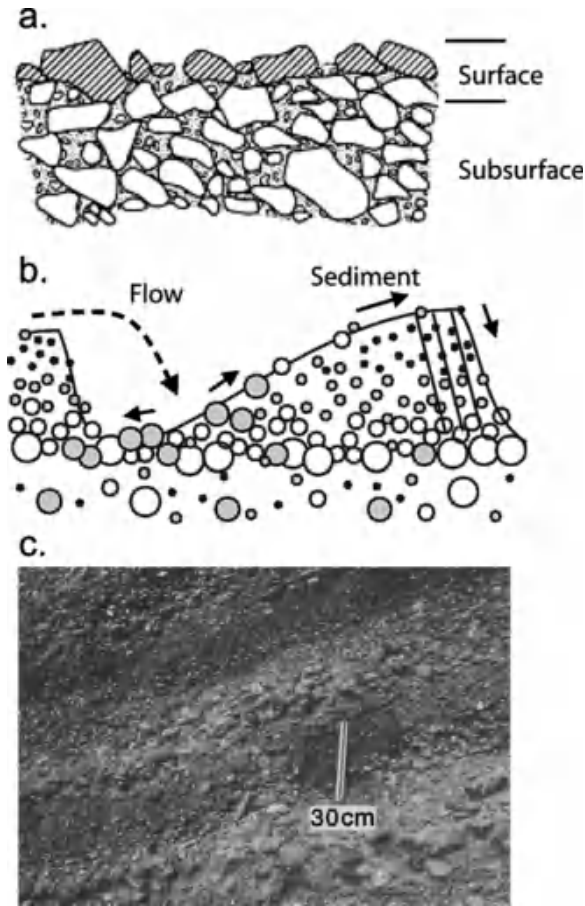 a.
Surface
Subsurface
b.
Flow
Sediment
c.
30cm